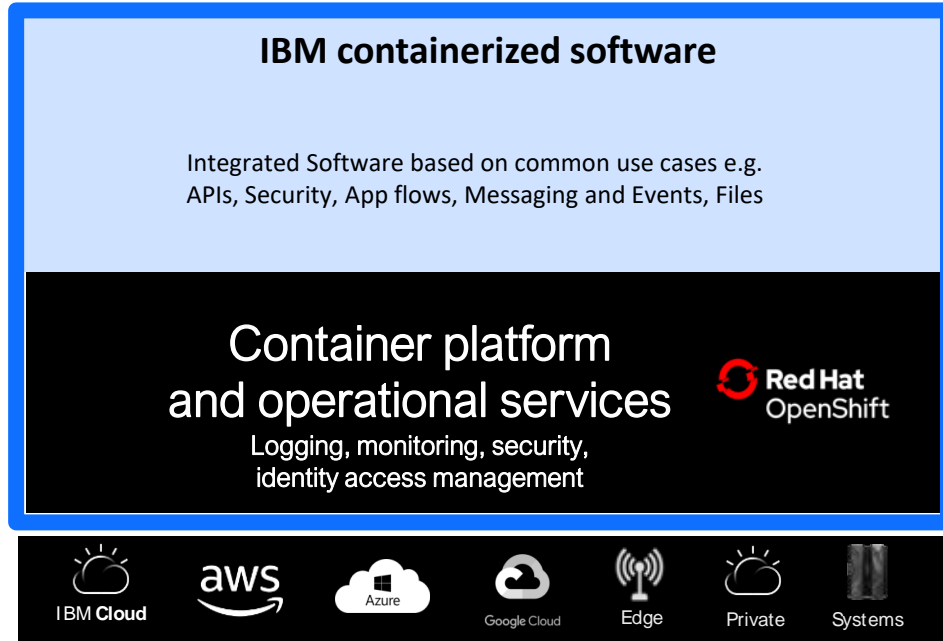 IBM containerized software
Integrated Software based on common use cases e.g.
APIs, Security, App flows, Messaging and Events, Files
Container platform
and operational services
Logging, monitoring, security,
identity access management
Red Hat
OpenShift
IBM Cloud
aws
Azure
Google Cloud
Edge
Private
Systems